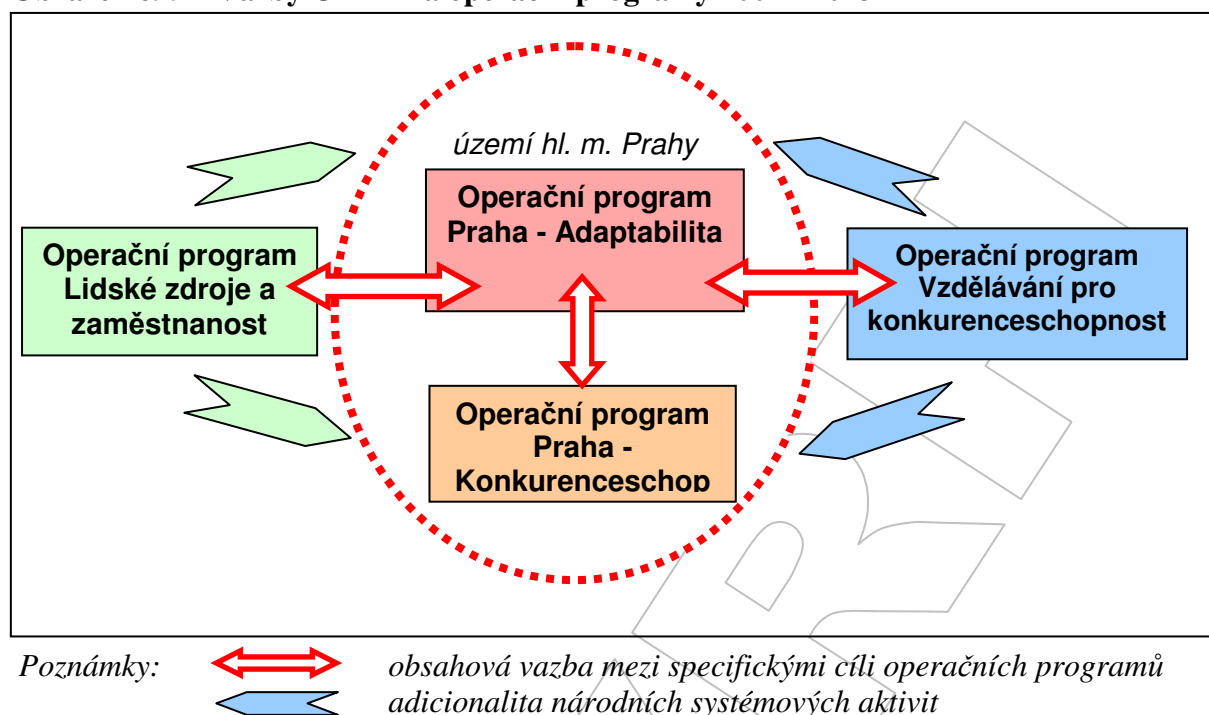 území hl. m. Prahy
Operační program
Praha - Adaptabilita
Operační program
Lidské zdroje a
zaměstnanost
Operační program
Vzdělávání pro
konkurenceschopnost
Operační program
Praha -
Konkurenceschop
Poznámky:
obsahová vazba mezi specifickými cíli operačních programů
adicionalita národních systémových aktivit